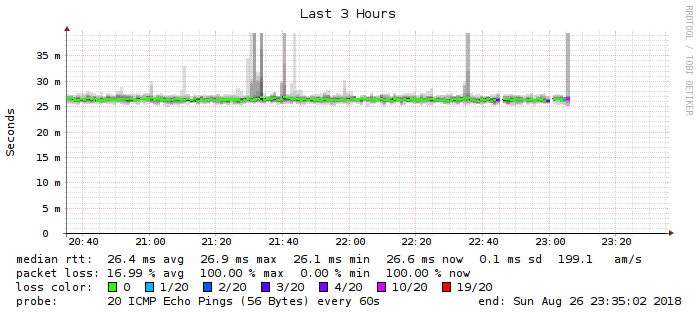 Last 3 Hours
RRDTOOL / TOBI OETIKER
Seconds
35 m
30 m
25 m
20 m
15 m
10 m
5 m
0
20:40 21:00 21:20 21:40 22:00 22:20 22:40 23:00 23:20
median rtt: 26.4 ms avg 26.9 ms max 26.1 ms min 26.6 ms now 0.1 ms sd 199.1 am/s
packet loss: 16.99 % avg 100.00 % max 0.00 % min 100.00 % now
loss color: 0 1/20 2/20 3/20 4/20 10/20 19/20
probe: 20 ICMP Echo Pings (56 Bytes) every 60s end: Sun Aug 26 23:35:02 2018